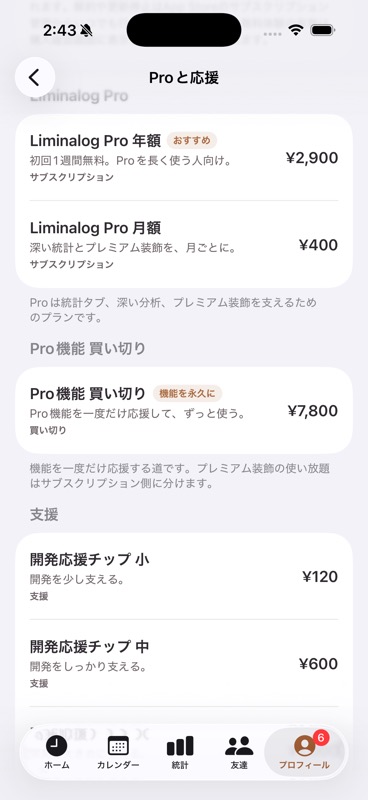 2:43
Proと応援
Liminalog Pro
Liminalog Pro 年額 おすすめ
初回1週間無料。Proを長く使う人向け。
¥2,900
サブスクリプション
Liminalog Pro 月額
深い統計とプレミアム装飾を、月ごとに。
¥400
サブスクリプション
Proは統計タブ、深い分析、プレミアム装飾を支えるため
のプランです。
Pro機能 買い切り
Pro機能 買い切り 機能を永久に
Pro機能を一度だけ応援して、ずっと使う。
¥7,800
買い切り
機能を一度だけ応援する道です。プレミアム装飾の使い放題
はサブスクリプション側に分けます。
支援
開発応援チップ 小
開発を少し支える。
¥120
支援
開発応援チップ 中
開発をしっかり支える。
¥600
支援
6
ホーム カレンダー 統計 友達 プロフィール